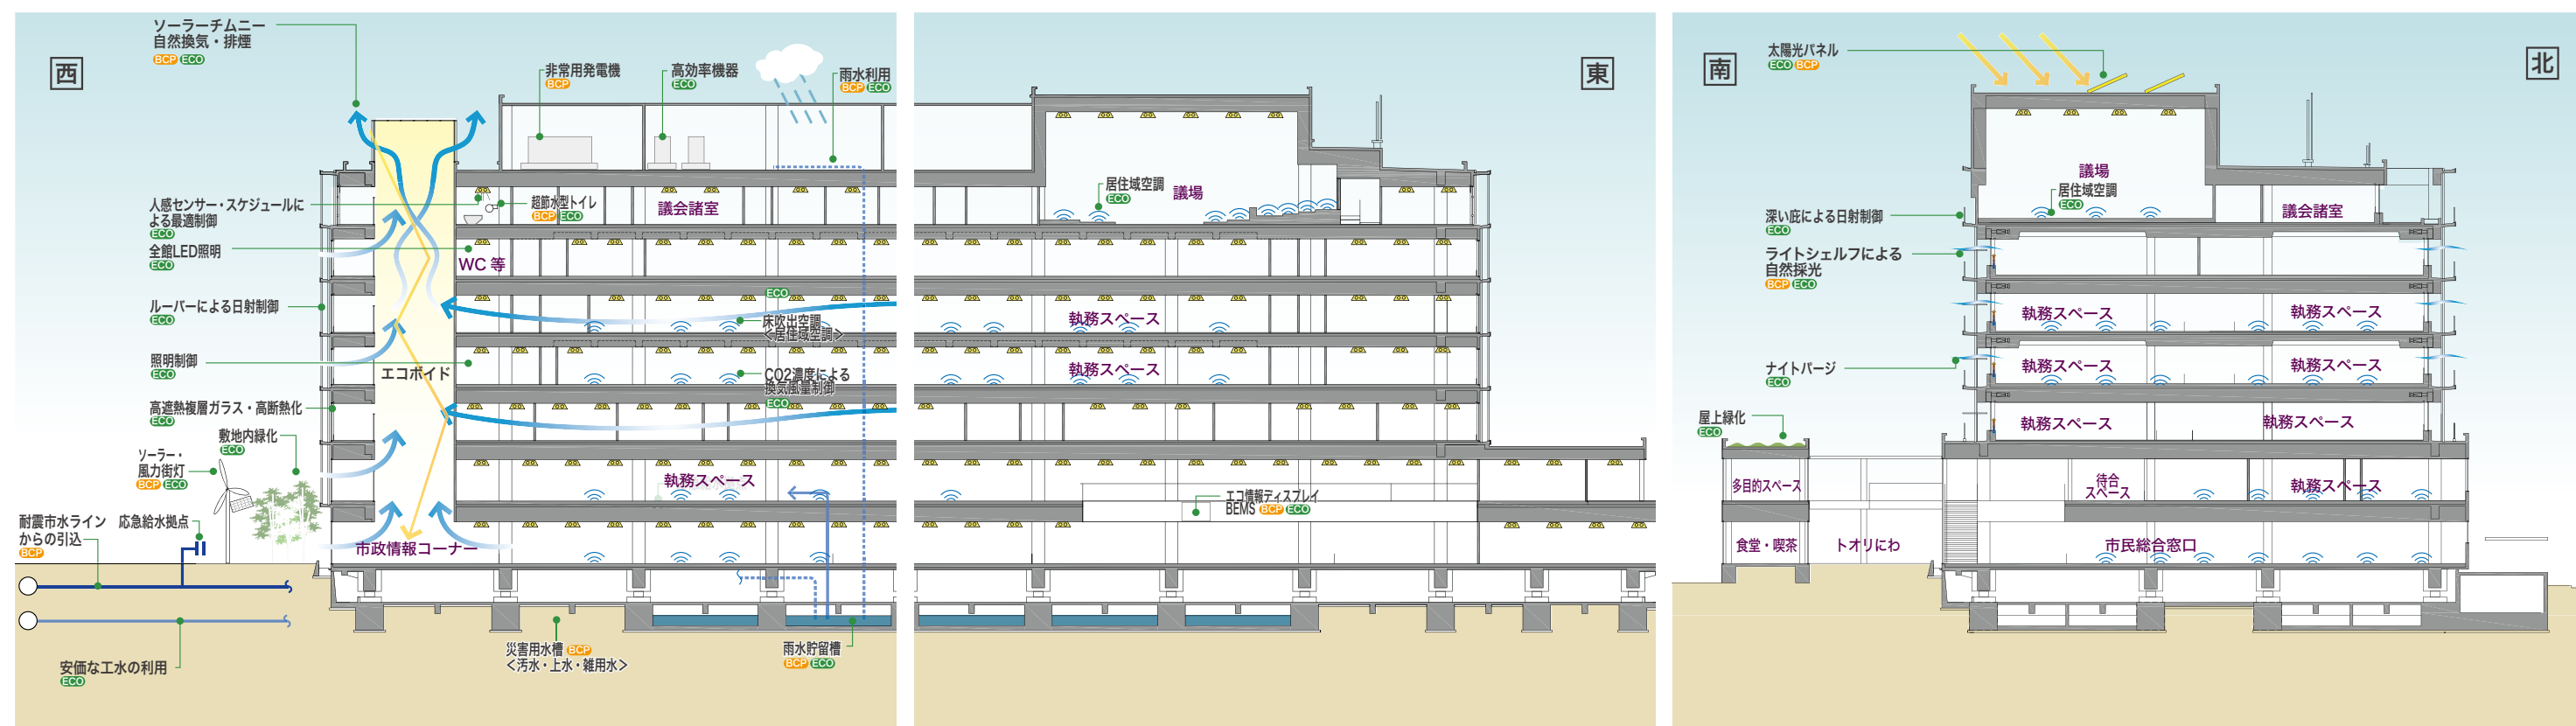 西
ソーラーチムニー
自然換気・排煙
BCP ECO
非常用発電機
BCP
高効率機器
ECO
雨水利用
BCP ECO
人感センサー・スケジュールに
よる最適制御
ECO
超節水型トイレ
BCP ECO
議会諸室
全館LED照明
ECO
WC 等
ルーバーによる日射制御
ECO
ECO
床吹出空調
＜居住域空調＞
照明制御
ECO
エコボイド
CO2濃度による
換気風量制御
ECO
高遮熱複層ガラス・高断熱化
ECO
敷地内緑化
ECO
ソーラー・
風力街灯
BCP ECO
執務スペース
耐震市水ライン
からの引込
BCP
応急給水拠点
市政情報コーナー
安価な工水の利用
ECO
災害用水槽 BCP
＜汚水・上水・雑用水＞
雨水貯留槽
BCP ECO
東
居住域空調
ECO
議場
執務スペース
執務スペース
エコ情報ディスプレイ
BEMS BCP ECO
南
北
太陽光パネル
ECO BCP
議場
居住域空調
ECO
議会諸室
深い庇による日射制御
ECO
ライトシェルフによる
自然採光
BCP ECO
執務スペース
執務スペース
ナイトパージ
ECO
執務スペース
執務スペース
屋上緑化
ECO
執務スペース
執務スペース
多目的スペース
待合
スペース
執務スペース
食堂・喫茶
トオリにわ
市民総合窓口